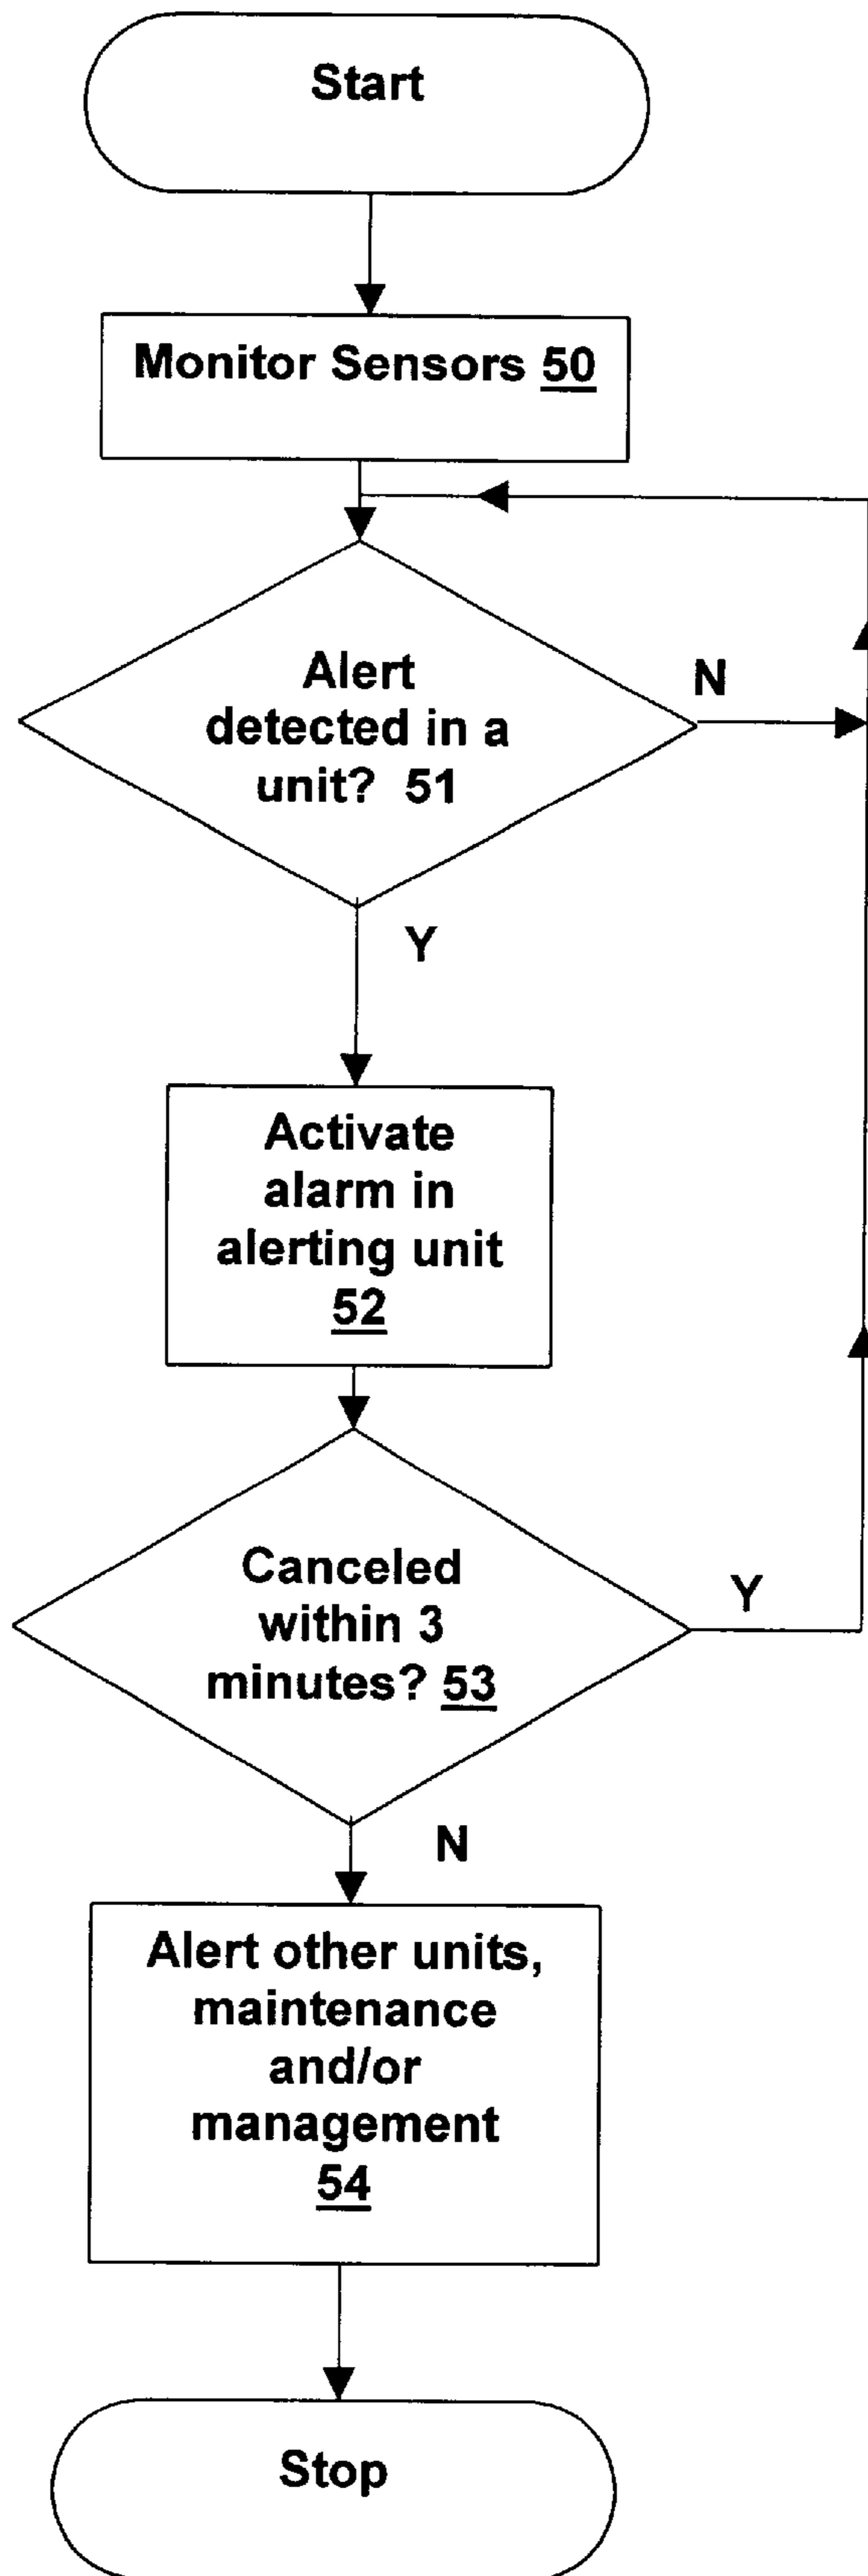 Start
Monitor Sensors 50
Alert
detected in a
unit? 51
N
Y
Activate
alarm in
alerting unit
52
Canceled
within 3
minutes? 53
Y
N
Alert other units,
maintenance
and/or
management
54
Stop